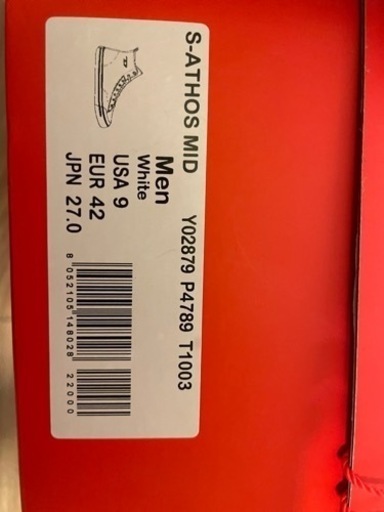 S-ATHOS MID
Y02879 P4789 T1003
Men
White
USA 9
EUR 42
JPN 27.0
8 052105 148028
22000